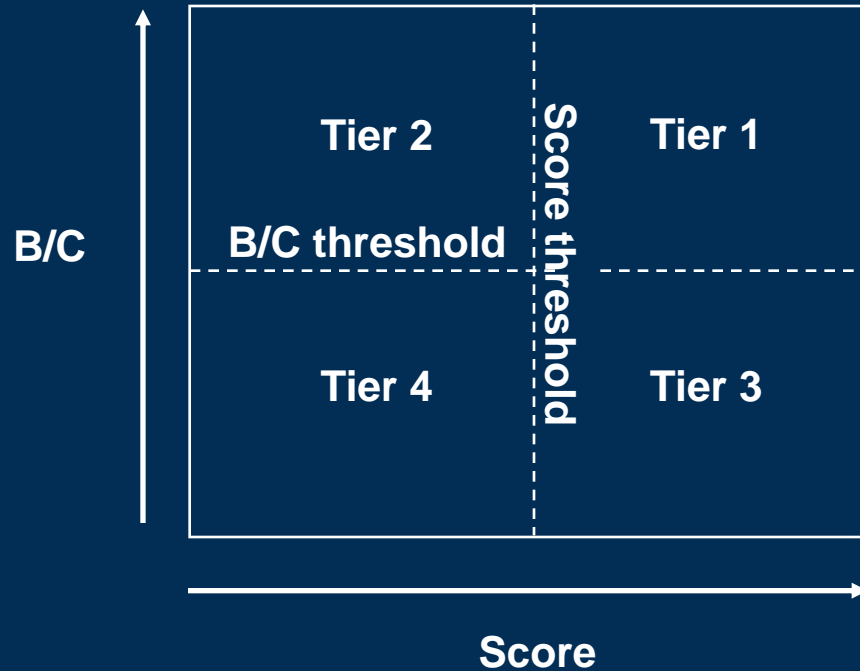 Tier 2
Tier 1
Score threshold
B/C
B/C threshold
Tier 4
Tier 3
Score